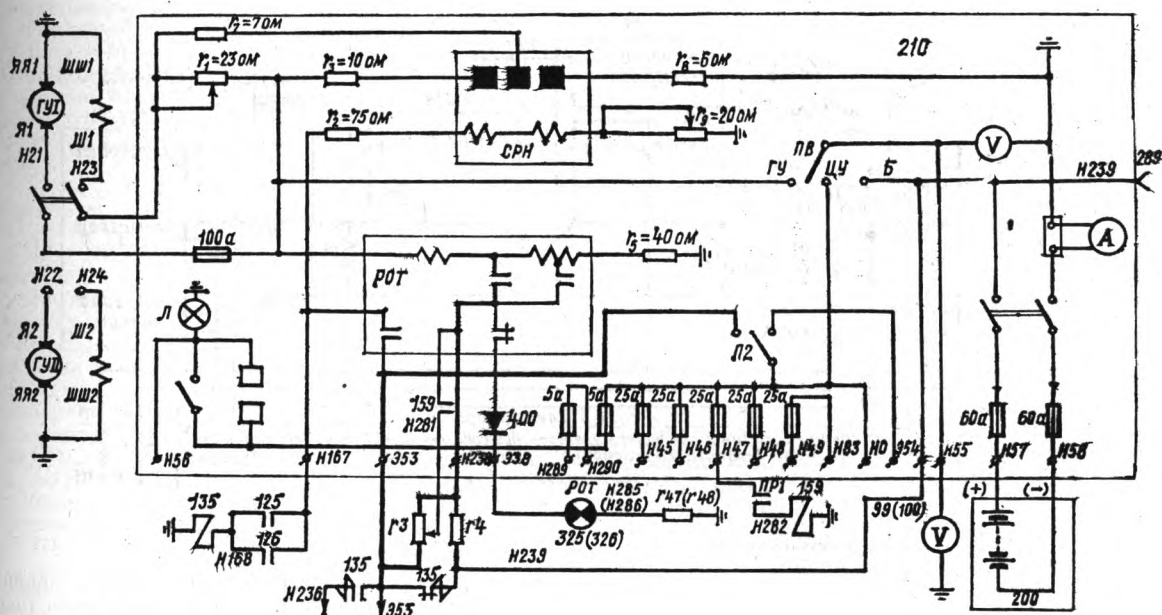 r7=7ом
210
ЯЯ1
ШШ1
r1=23ом
r3=10ом
r8=6ом
ГУI
Я1
Ш1
r2=75ом
r9=20ом
Н21
Н23
СРН
ПВ
V
ГУ
ЦУ
Б
Н239
289
100а
А
Н22
Н24
РОТ
r5=40ом
Л
Я2
Ш2
П2
ГУII
ЯЯ2
ШШ2
159
Н281
400
5а
5а
25а
25а
25а
25а
25а
60а
60а
Н56
Н167
353
338
Н289
Н290
Н45
Н46
Н47
Н48
Н49
Н83
Н0
954
Н55
Н57
Н58
135
125
126
Н168
r3
r4
РОТ
Н285
(Н286)
r47(r48)
325(326)
ПР1
159
Н282
99(100)
(+)
(−)
V
Н239
135
135
Н236
200